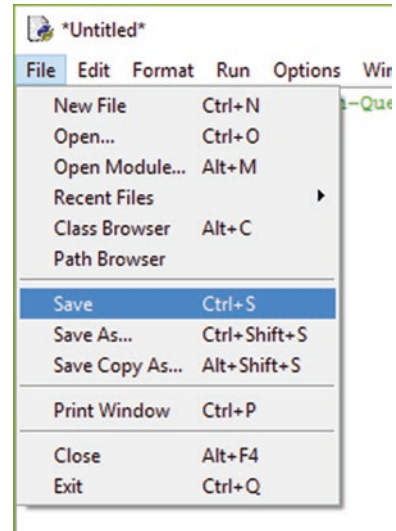 *Untitled*
File Edit Format Run Options
New File Ctrl+N
Open... Ctrl+O
Open Module... Alt+M
Recent Files
Class Browser Alt+C
Path Browser
Save Ctrl+S
Save As... Ctrl+Shift+S
Save Copy As... Alt+Shift+S
Print Window Ctrl+P
Close Alt+F4
Exit Ctrl+Q